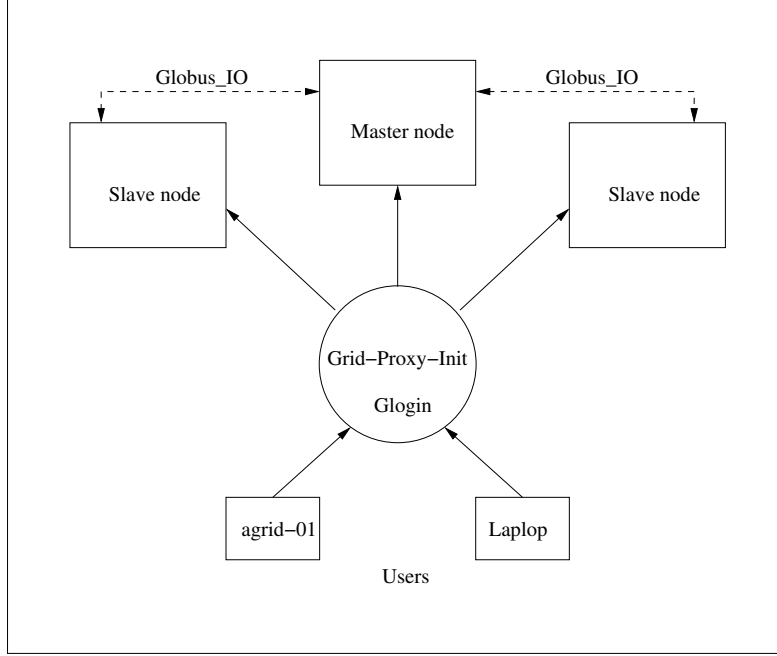 Globus_IO
Globus_IO
Master node
Slave node
Slave node
Grid−Proxy−Init
Glogin
agrid−01
Laplop
Users